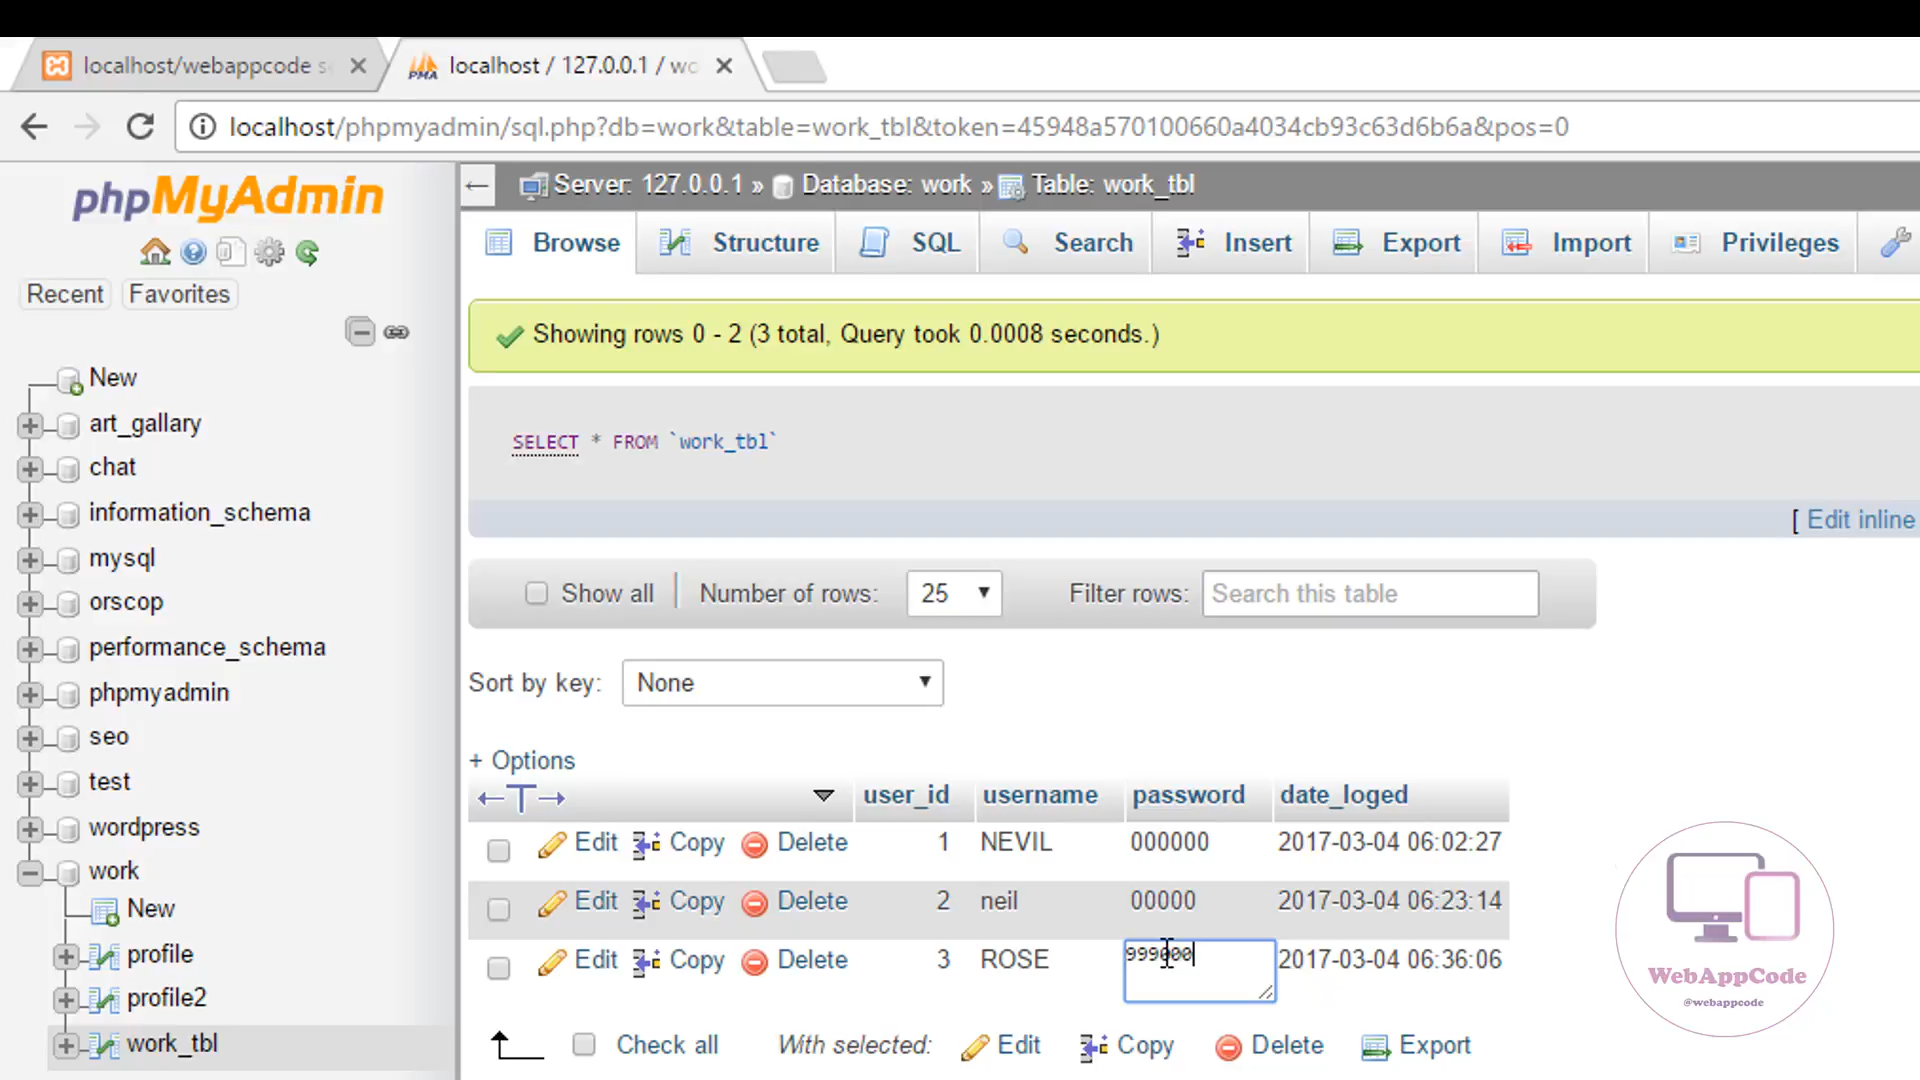 localhost/webappcode s
localhost / 127.0.0.1 / wo
localhost/phpmyadmin/sql.php?db=work&table=work_tbl&token=45948a570100660a4034cb93c63d6b6a&pos=0
phpMyAdmin
Recent Favorites
New
art_gallary
chat
information_schema
mysql
orscop
performance_schema
phpmyadmin
seo
test
wordpress
work
New
profile
profile2
work_tbl
Server: 127.0.0.1 » Database: work » Table: work_tbl
Browse Structure SQL Search Insert Export Import Privileges
Showing rows 0 - 2 (3 total, Query took 0.0008 seconds.)
SELECT * FROM `work_tbl`
[ Edit inline
Show all Number of rows: 25 Filter rows: Search this table
Sort by key: None
+ Options
user_id username password date_loged
Edit Copy Delete 1 NEVIL 000000 2017-03-04 06:02:27
Edit Copy Delete 2 neil 00000 2017-03-04 06:23:14
Edit Copy Delete 3 ROSE 999000 2017-03-04 06:36:06
Check all With selected: Edit Copy Delete Export
WebAppCode
@webappcode